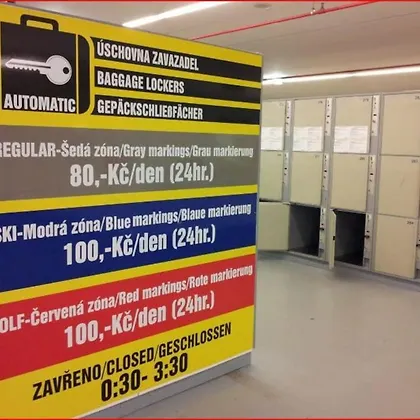 ÚSCHOVNA ZAVAZADEL
BAGGAGE LOCKERS
GEPÄCKSCHLIEẞFÄCHER
AUTOMATIC
REGULAR-Šedá zóna/Gray markings/Grau markierung
80,-Kč/den (24hr.)
SKI-Modrá zóna/Blue markings/Blaue markierung
100,-Kč/den (24hr.)
OLF-Červená zóna/Red markings/Rote markierung
100,-Kč/den (24hr.)
ZAVŘENO/CLOSED/GESCHLOSSEN
0:30- 3:30